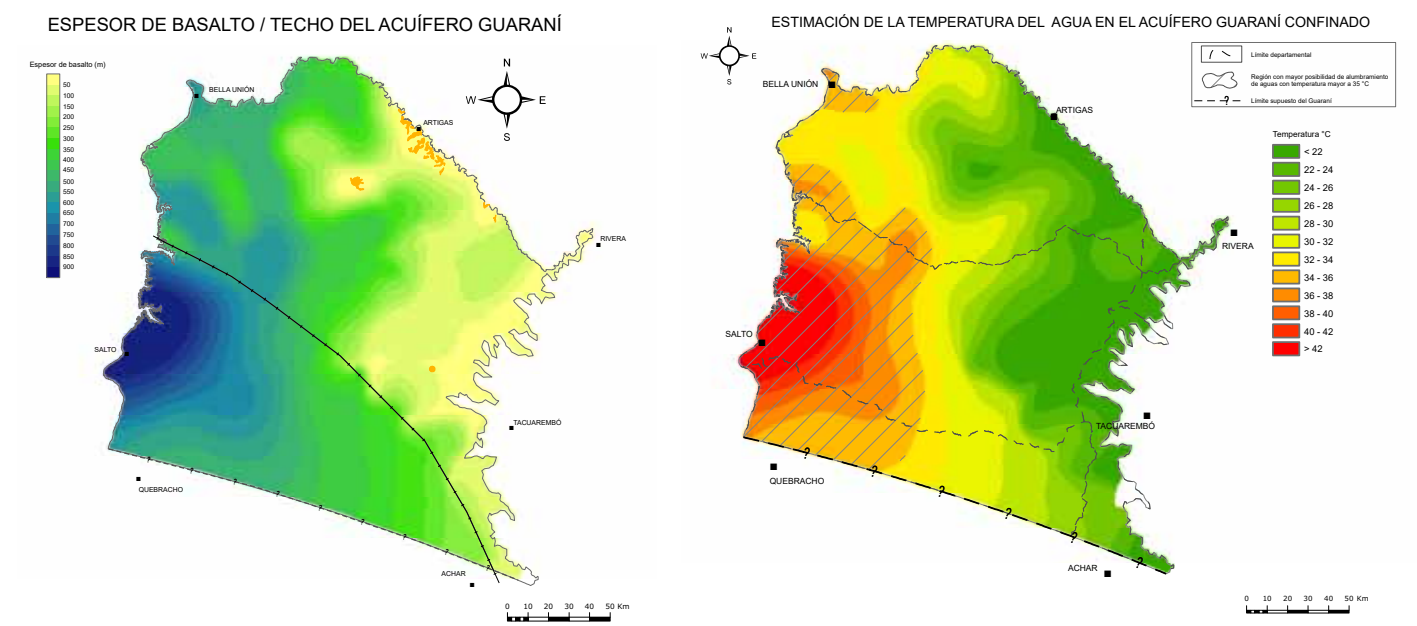 ESPESOR DE BASALTO / TECHO DEL ACUÍFERO GUARANÍ
Espesor de basalto (m)
50
100
150
200
250
300
350
400
450
500
550
600
650
700
750
800
850
900
N
W
E
S
BELLA UNIÓN
ARTIGAS
RIVERA
SALTO
TACUAREMBÓ
QUEBRACHO
ACHAR
?
?
?
?
?
?
?
?
0 10 20 30 40 50 Km
ESTIMACIÓN DE LA TEMPERATURA DEL AGUA EN EL ACUÍFERO GUARANÍ CONFINADO
N
W
E
S
Límite departamental
Región con mayor posibilidad de alumbramiento
de aguas con temperatura mayor a 35 °C
?
Límite supuesto del Guaraní
Temperatura °C
< 22
22 - 24
24 - 26
26 - 28
28 - 30
30 - 32
32 - 34
34 - 36
36 - 38
38 - 40
40 - 42
> 42
BELLA UNIÓN
ARTIGAS
RIVERA
SALTO
TACUAREMBÓ
QUEBRACHO
ACHAR
?
?
?
?
?
?
0 10 20 30 40 50 Km